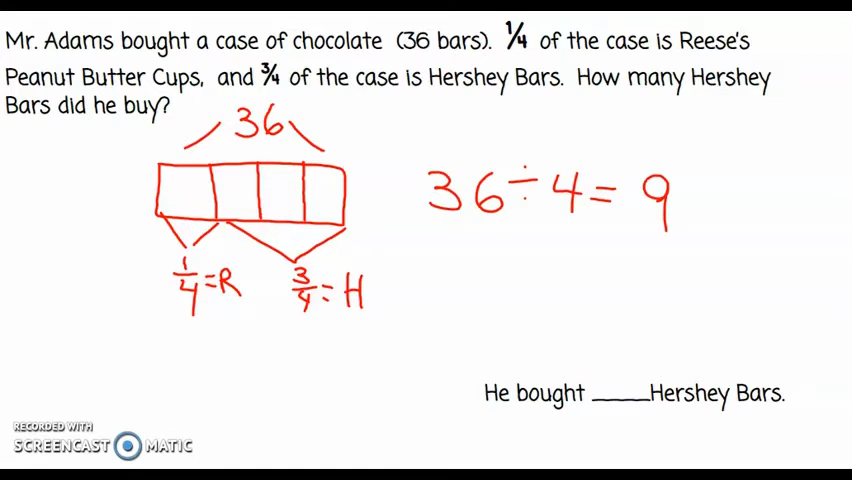 Mr. Adams bought a case of chocolate (36 bars). 1/4 of the case is Reese's
Peanut Butter Cups, and 3/4 of the case is Hershey Bars. How many Hershey
Bars did he buy?
36
36 ÷ 4 = 9
1/4 = R 3/4 = H
He bought ____ Hershey Bars.
RECORDED WITH
SCREENCAST MATIC